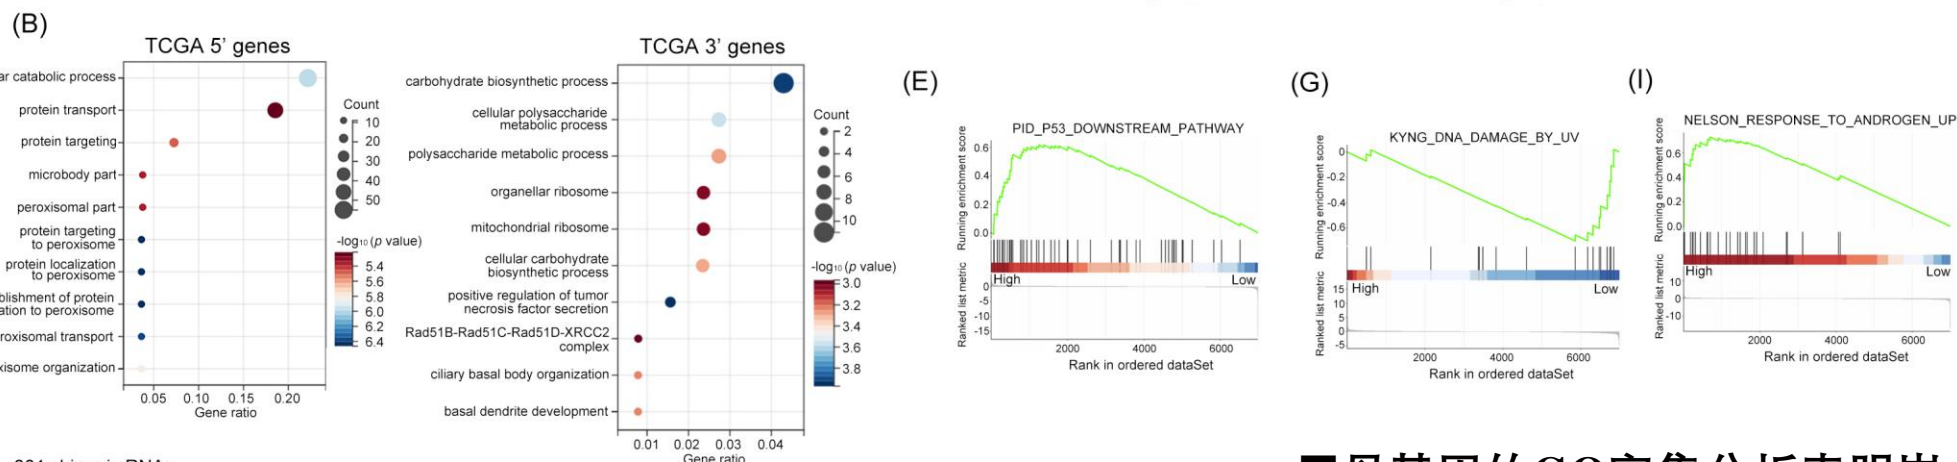 (B)
TCGA 5' genes
ar catabolic process
protein transport
protein targeting
microbody part
peroxisomal part
protein targeting
to peroxisome
protein localization
to peroxisome
blishment of protein
ation to peroxisome
roxisomal transport
xisome organization
0.05 0.10 0.15 0.20
Gene ratio
Count
10
20
30
40
50
-log₁₀ (p value)
5.4
5.6
5.8
6.0
6.2
6.4
TCGA 3' genes
carbohydrate biosynthetic process
cellular polysaccharide
metabolic process
polysaccharide metabolic process
organellar ribosome
mitochondrial ribosome
cellular carbohydrate
biosynthetic process
positive regulation of tumor
necrosis factor secretion
Rad51B-Rad51C-Rad51D-XRCC2
complex
ciliary basal body organization
basal dendrite development
0.01 0.02 0.03 0.04
Gene ratio
Count
2
4
6
8
10
-log₁₀ (p value)
3.0
3.2
3.4
3.6
3.8
(E)
PID_P53_DOWNSTREAM_PATHWAY
Running enrichment score
0.6
0.4
0.2
0.0
High Low
Ranked list metric
0
-5
-10
-15
2000 4000 6000
Rank in ordered dataSet
(G)
KYNG_DNA_DAMAGE_BY_UV
Running enrichment score
0
-0.2
-0.4
-0.6
High Low
Ranked list metric
15
10
5
0
-5
2000 4000 6000
Rank in ordered dataSet
(I)
NELSON_RESPONSE_TO_ANDROGEN_UP
Running enrichment score
0.6
0.4
0.2
0.0
High Low
Ranked list metric
10
0
-10
2000 4000 6000
Rank in ordered dataSet